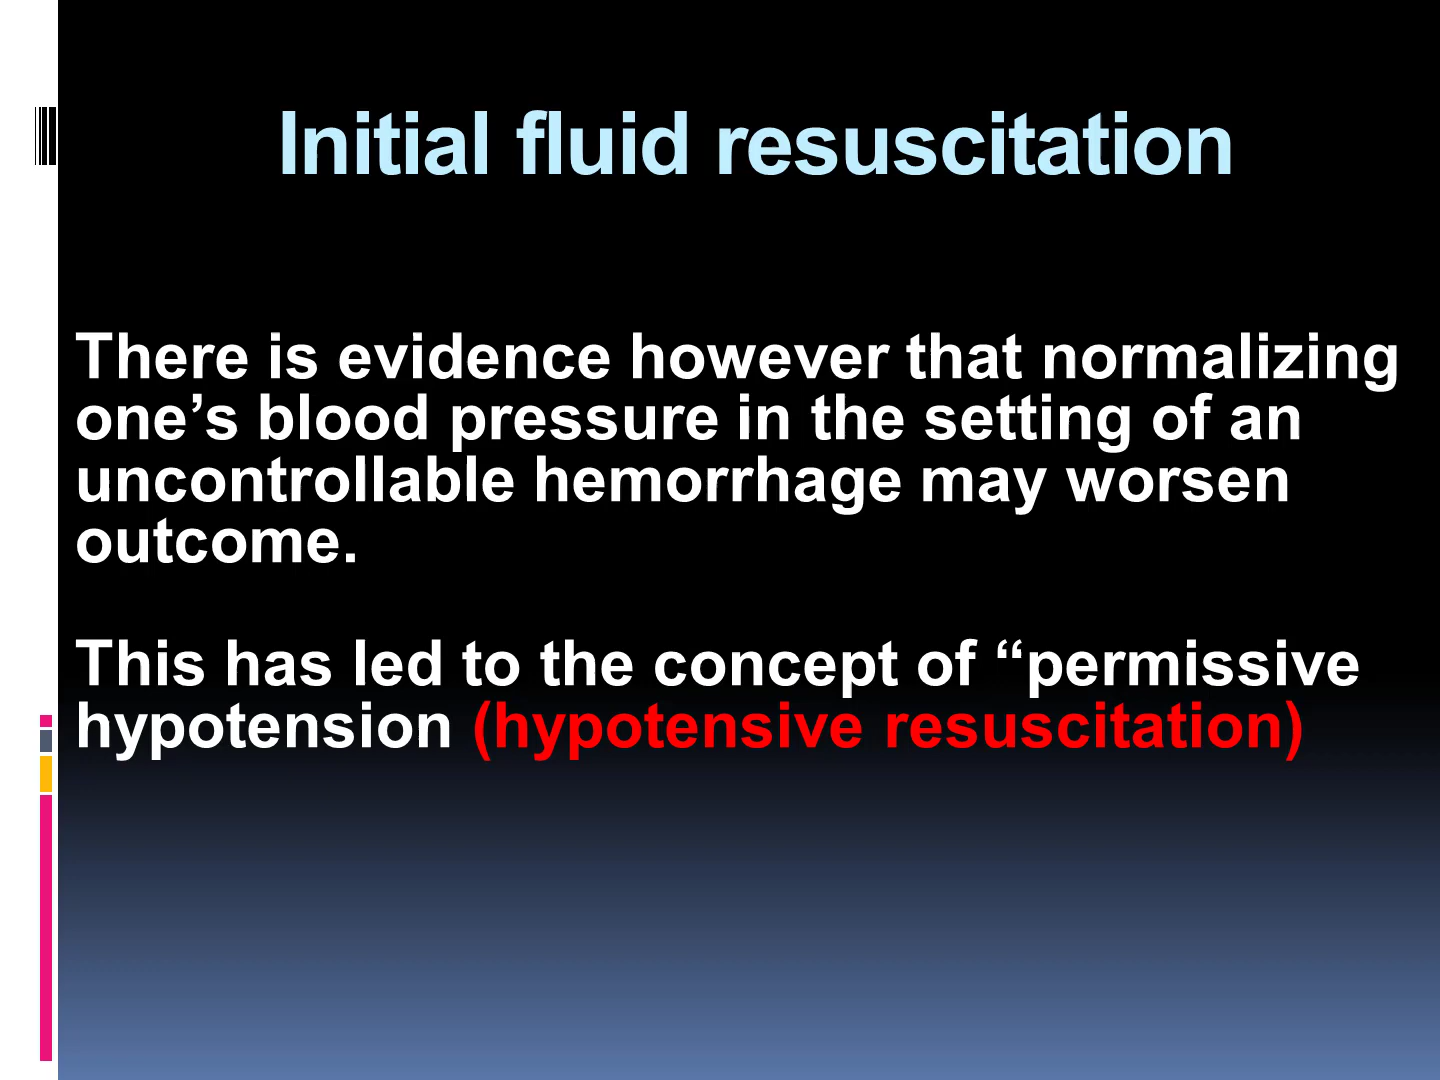 Initial fluid resuscitation
There is evidence however that normalizing
one’s blood pressure in the setting of an
uncontrollable hemorrhage may worsen
outcome.
This has led to the concept of “permissive
hypotension (hypotensive resuscitation)